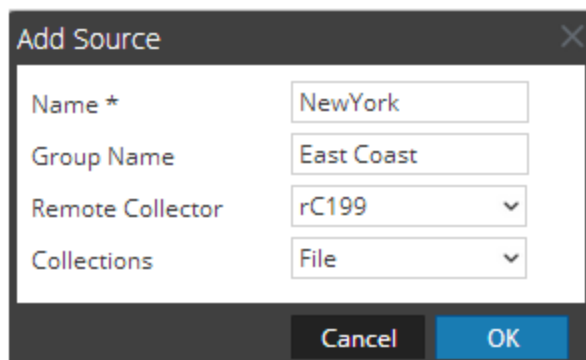 Add Source
Name * NewYork
Group Name East Coast
Remote Collector rC199
Collections File
Cancel OK